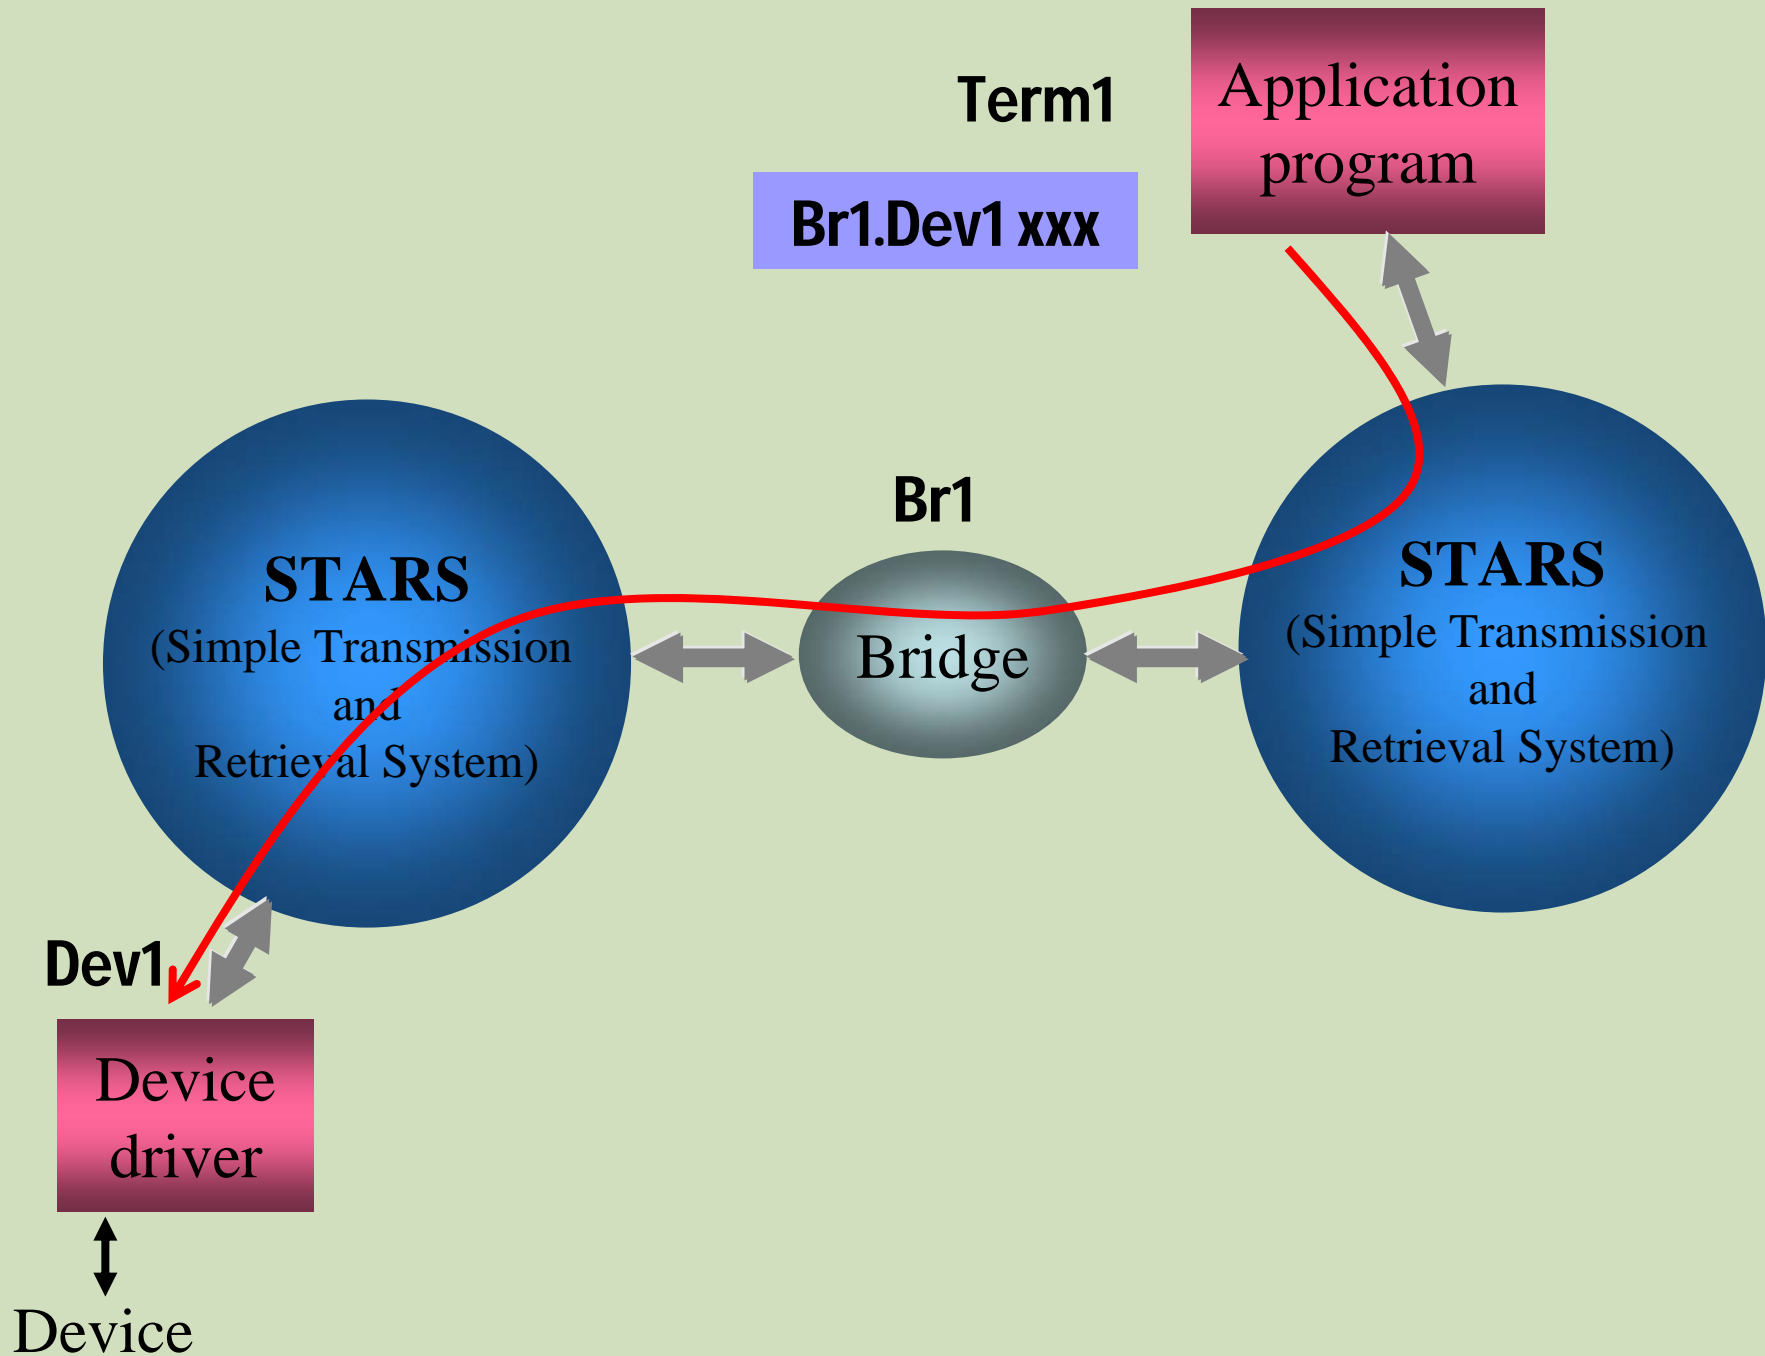 Term1
Application
program
Br1.Dev1 xxx
Br1
STARS
(Simple Transmission
and
Retrieval System)
Bridge
STARS
(Simple Transmission
and
Retrieval System)
Dev1
Device
driver
Device